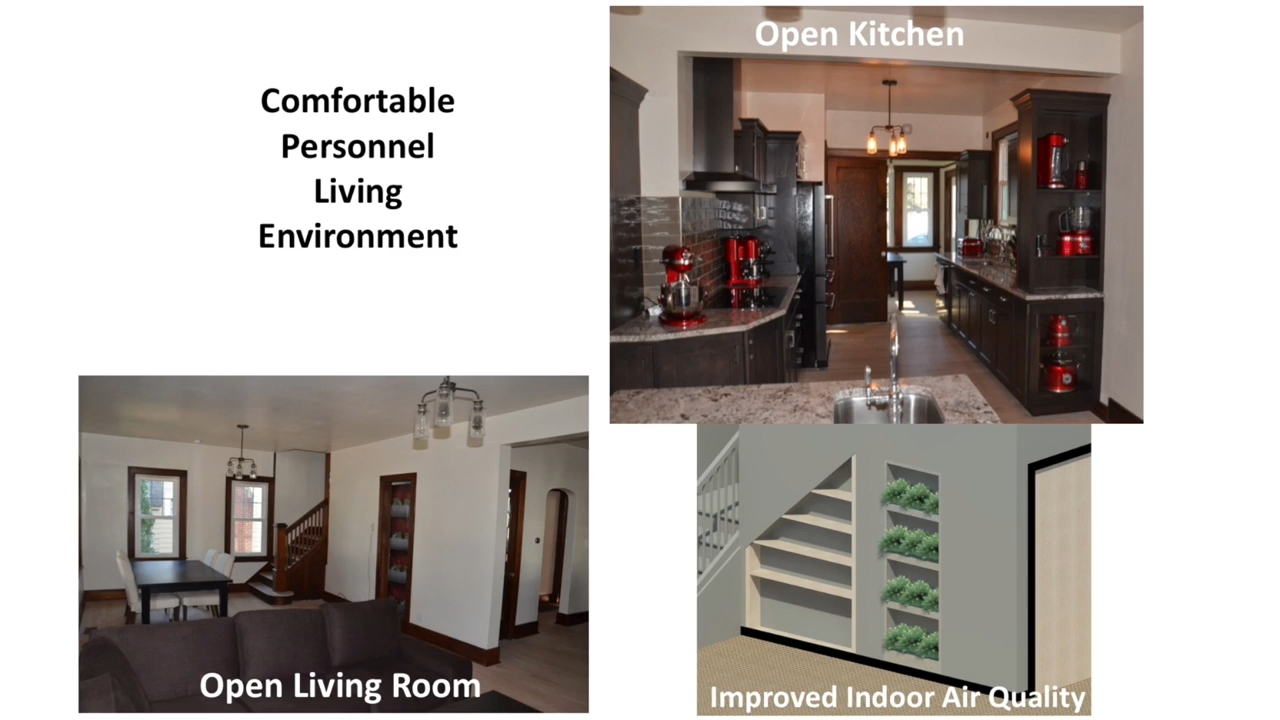 Comfortable
Personnel
Living
Environment
Open Kitchen
Open Living Room
Improved Indoor Air Quality